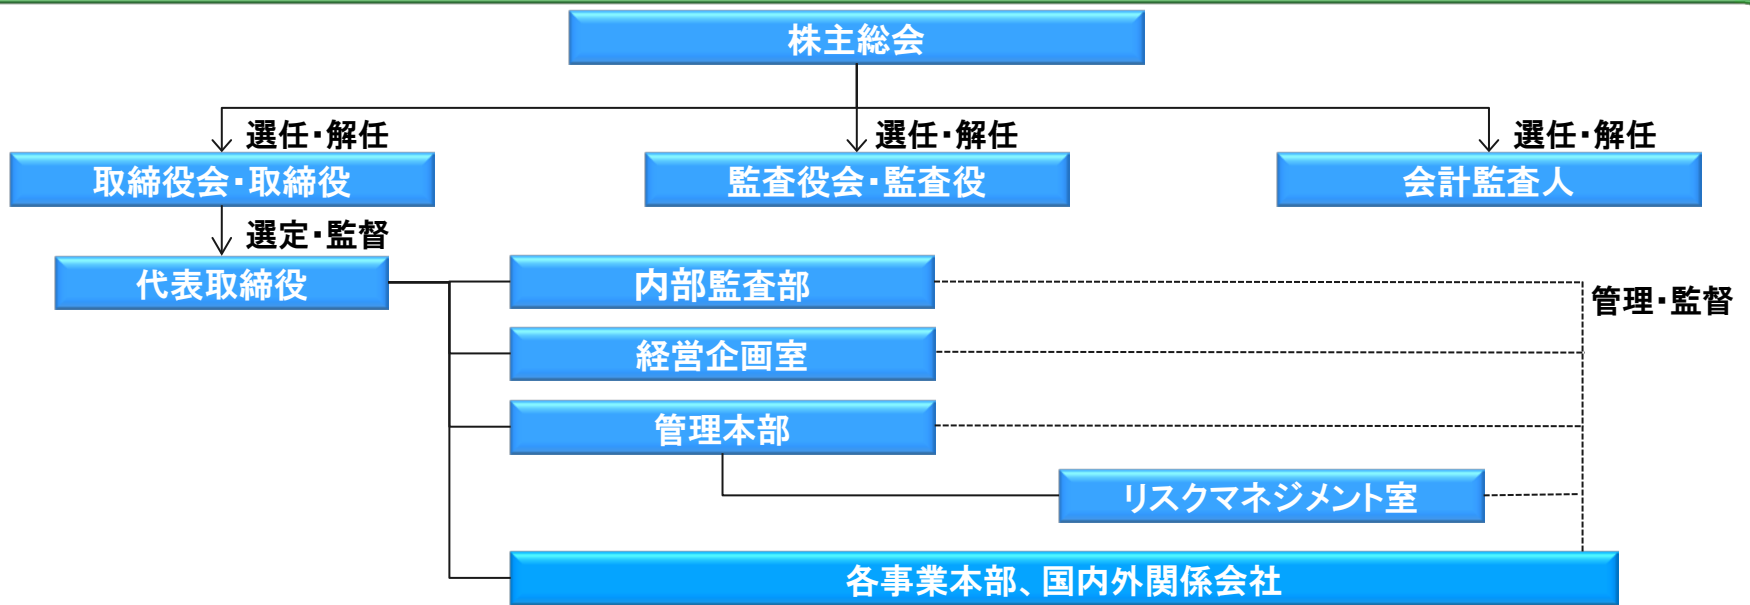 株主総会
選任・解任
選任・解任
選任・解任
取締役会・取締役
監査役会・監査役
会計監査人
選定・監督
代表取締役
内部監査部
管理・監督
経営企画室
管理本部
リスクマネジメント室
各事業本部、国内外関係会社